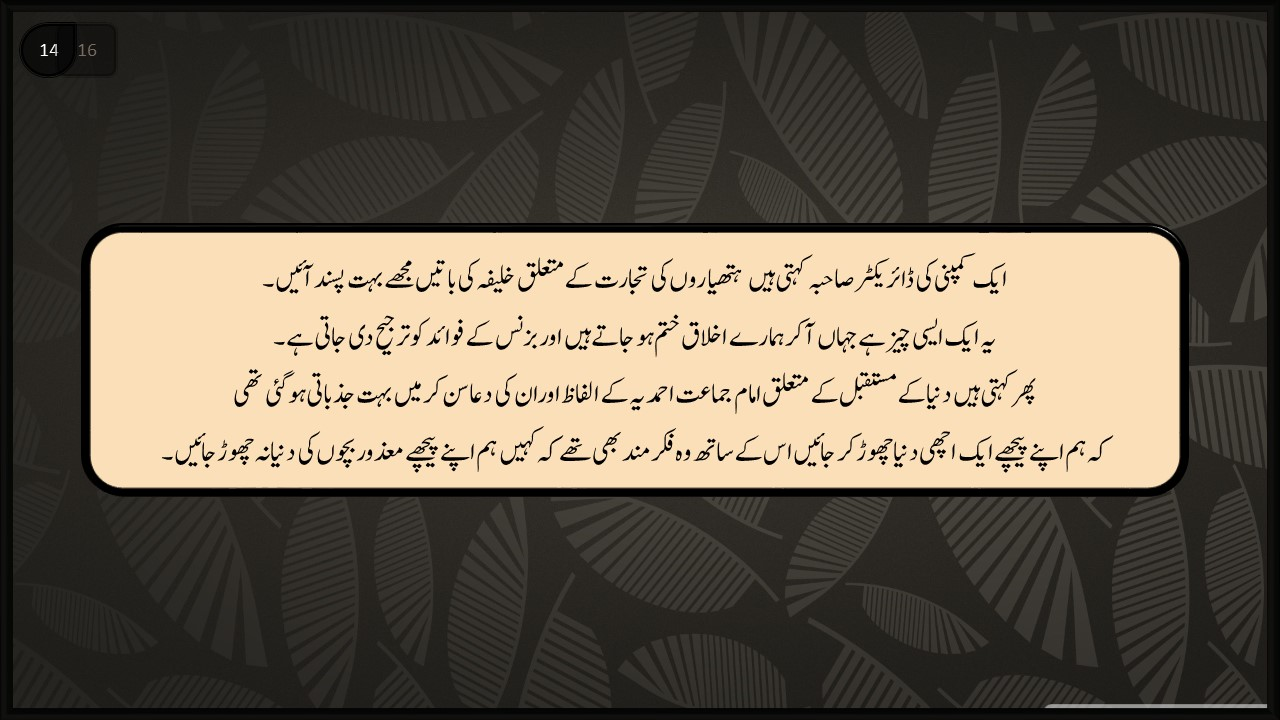 14 16
ایک کمپنی کی ڈائریکٹر صاحبہ کہتی ہیں ہتھیاروں کی تجارت کے متعلق خلیفہ کی باتیں مجھے بہت پسند آئیں۔
یہ ایک ایسی چیز ہے جہاں آ کر ہمارے اخلاق ختم ہو جاتے ہیں اور بزنس کے فوائد کو ترجیح دی جاتی ہے۔
پھر کہتی ہیں دنیا کے مستقبل کے متعلق امام جماعت احمدیہ کے الفاظ اوران کی دعا سن کر میں بہت جذباتی ہو گئی تھی
کہ ہم اپنے پیچھے ایک اچھی دنیا چھوڑ کر جائیں اس کے ساتھ وہ فکر مند بھی تھے کہ کہیں ہم اپنے پیچھے معذور بچوں کی دنیا نہ چھوڑ جائیں۔